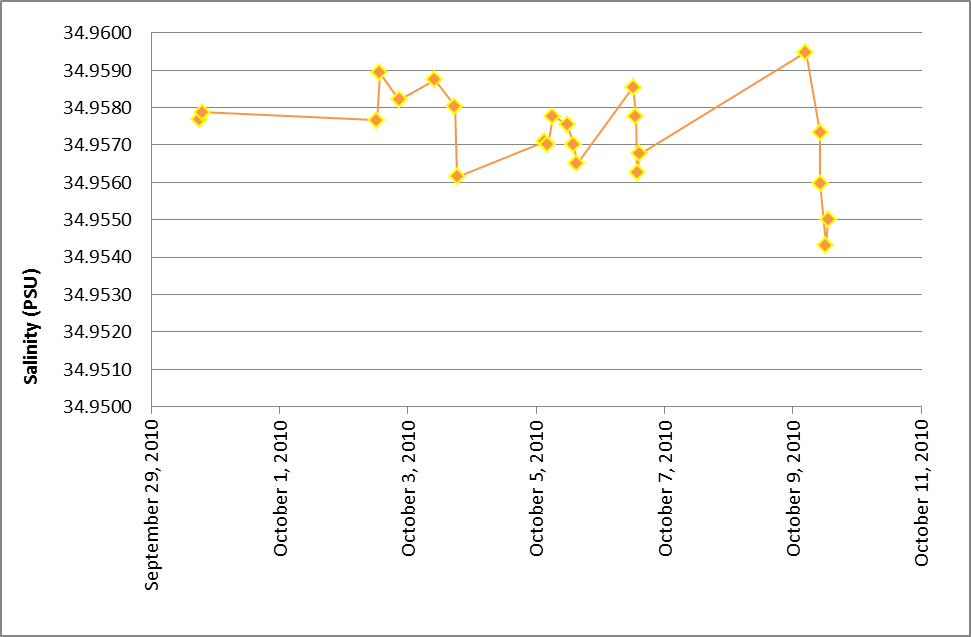 34.9600
34.9590
34.9580
34.9570
34.9560
34.9550
34.9540
34.9530
34.9520
34.9510
34.9500
Salinity (PSU)
September 29, 2010
October 1, 2010
October 3, 2010
October 5, 2010
October 7, 2010
October 9, 2010
October 11, 2010